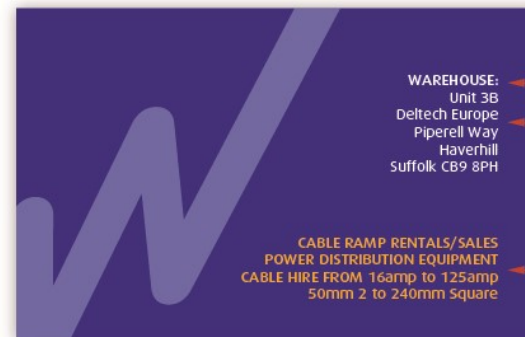 WAREHOUSE:
Unit 3B
Deltech Europe
Piperell Way
Haverhill
Suffolk CB9 8PH
CABLE RAMP RENTALS/SALES
POWER DISTRIBUTION EQUIPMENT
CABLE HIRE FROM 16amp to 125amp
50mm 2 to 240mm Square